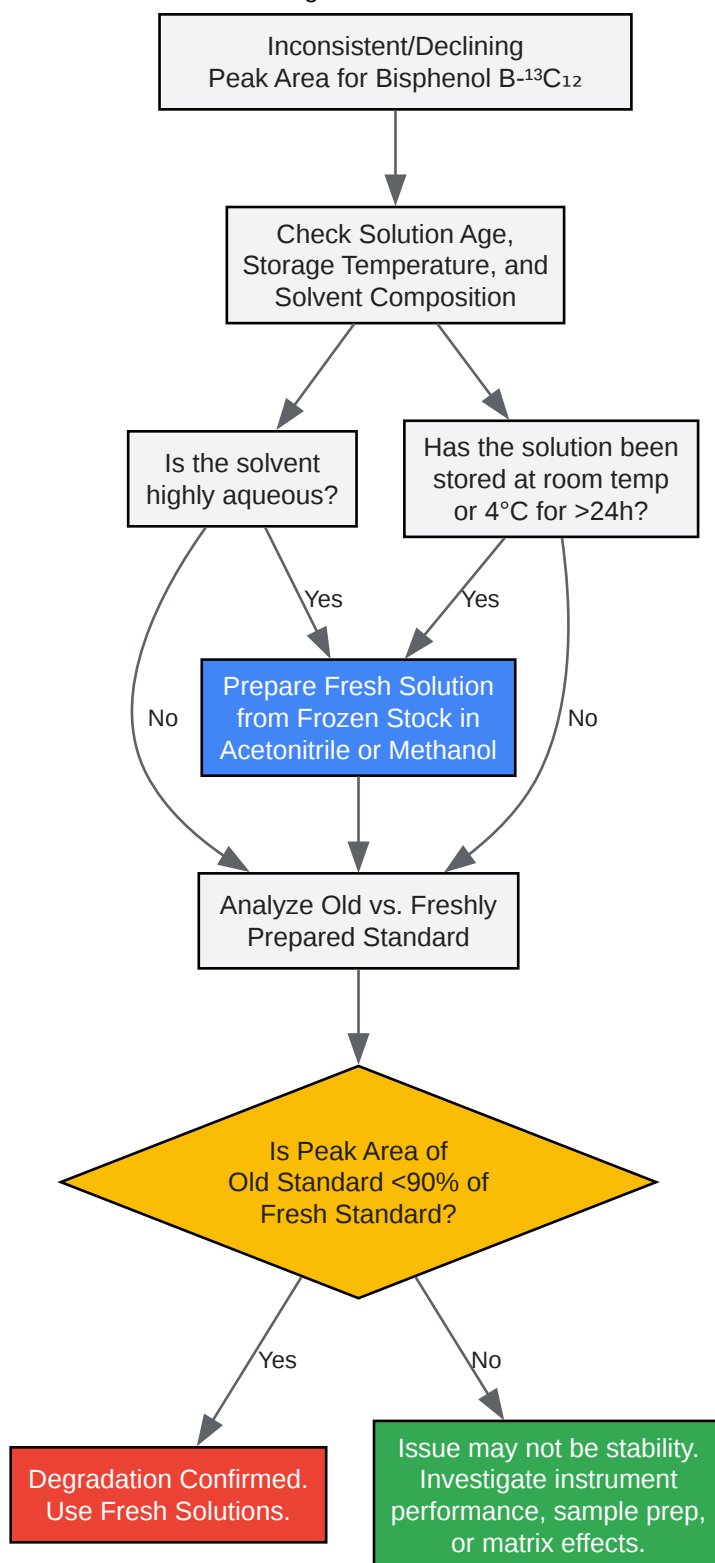 Inconsistent/Declining
Peak Area for Bisphenol B-¹³C₁₂
Check Solution Age,
Storage Temperature, and
Solvent Composition
Is the solvent
highly aqueous?
Has the solution been
stored at room temp
or 4°C for >24h?
Yes
Yes
Prepare Fresh Solution
from Frozen Stock in
Acetonitrile or Methanol
No
No
Analyze Old vs. Freshly
Prepared Standard
Is Peak Area of
Old Standard <90% of
Fresh Standard?
Yes
No
Degradation Confirmed.
Use Fresh Solutions.
Issue may not be stability.
Investigate instrument
performance, sample prep,
or matrix effects.